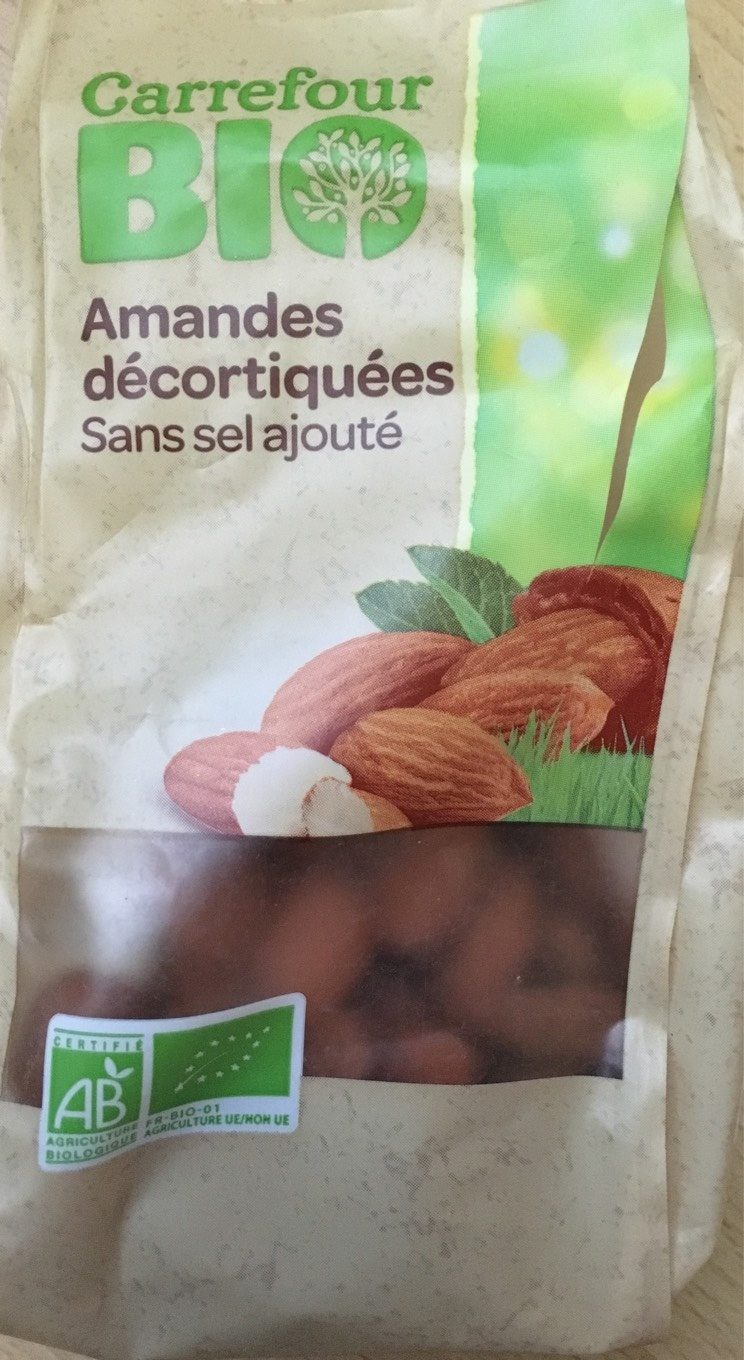 Carrefour
BIO
Amandes
décortiquées
Sans sel ajouté
CERTIFIÉ
AB
AGRICULTURE
BIOLOGIQUE
FR-BIO-01
AGRICULTURE UE/NON UE